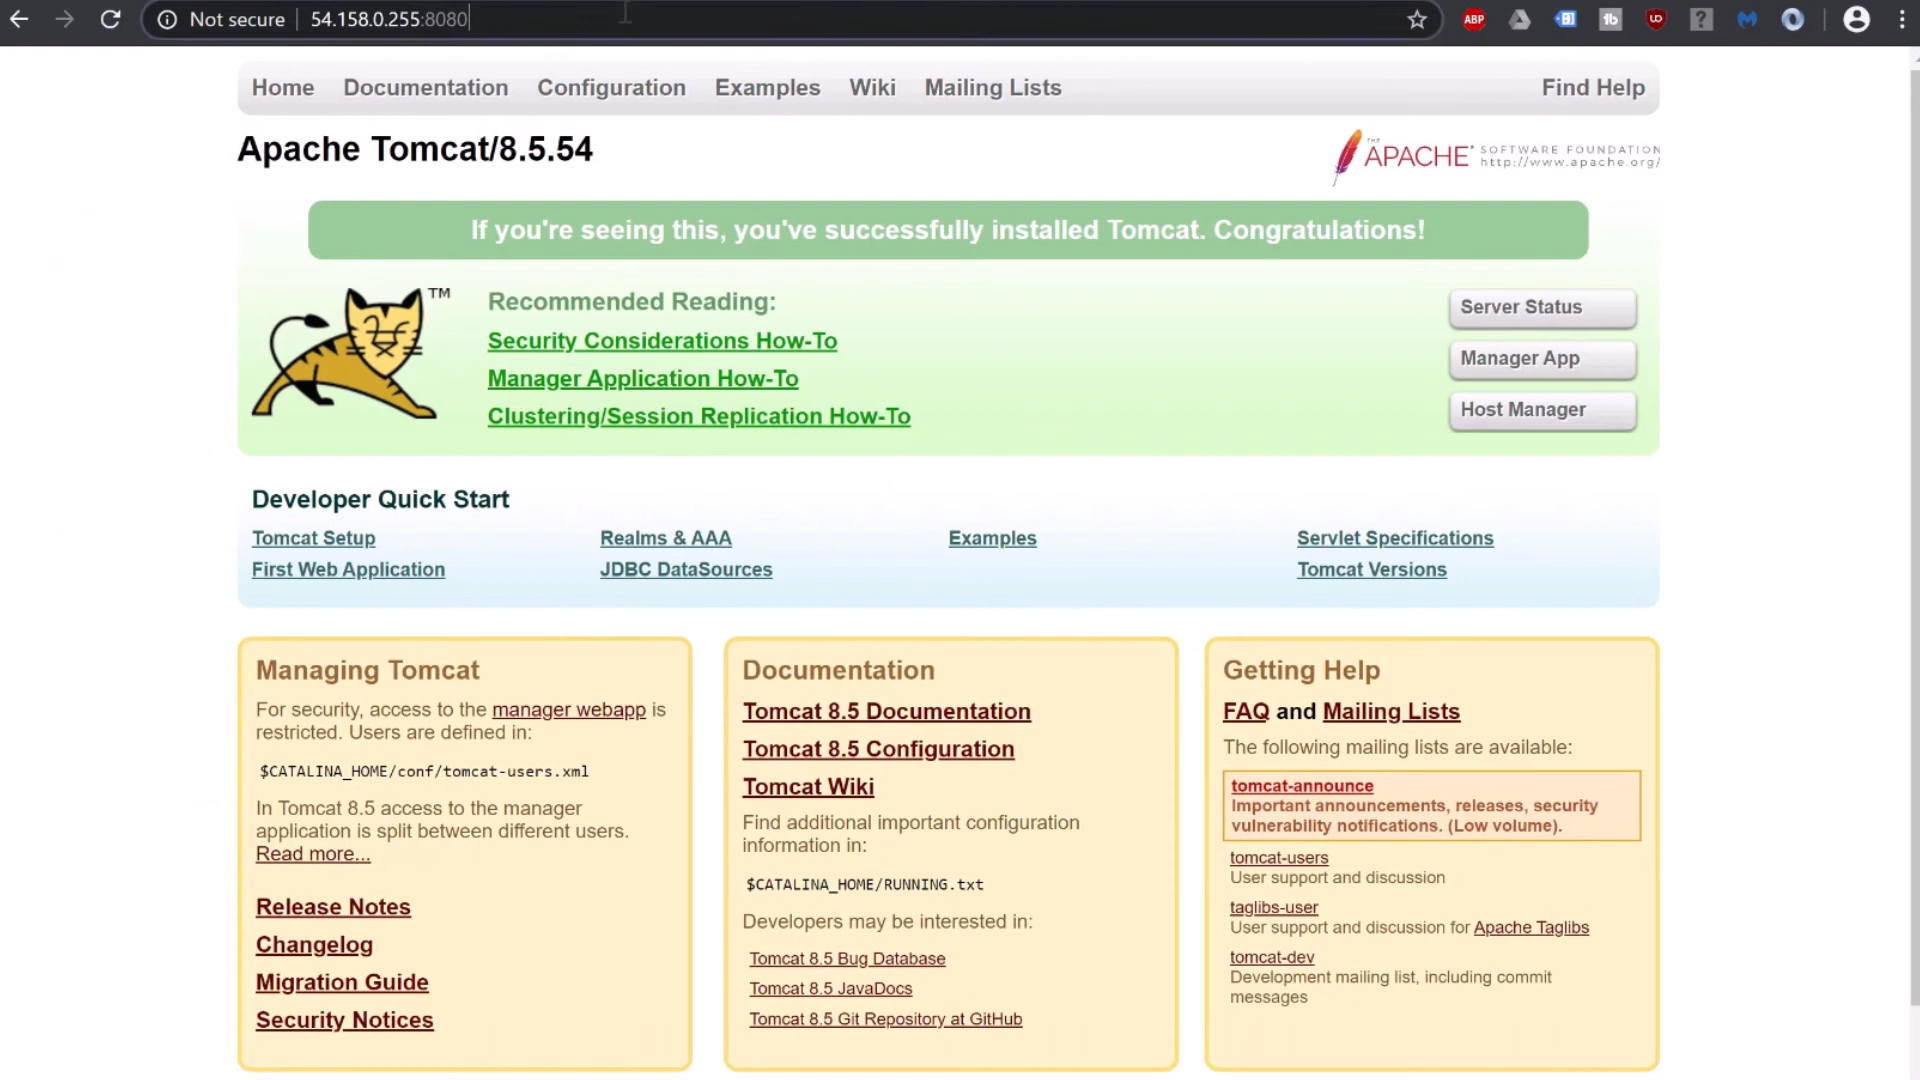 Not secure 54.158.0.255:8080
ABP
Home Documentation Configuration Examples Wiki Mailing Lists Find Help
Apache Tomcat/8.5.54
THE APACHE SOFTWARE FOUNDATION
http://www.apache.org/
If you're seeing this, you've successfully installed Tomcat. Congratulations!
TM
Recommended Reading:
Security Considerations How-To
Manager Application How-To
Clustering/Session Replication How-To
Server Status
Manager App
Host Manager
Developer Quick Start
Tomcat Setup
First Web Application
Realms & AAA
JDBC DataSources
Examples
Servlet Specifications
Tomcat Versions
Managing Tomcat
For security, access to the manager webapp is
restricted. Users are defined in:
$CATALINA_HOME/conf/tomcat-users.xml
In Tomcat 8.5 access to the manager
application is split between different users.
Read more...
Release Notes
Changelog
Migration Guide
Security Notices
Documentation
Tomcat 8.5 Documentation
Tomcat 8.5 Configuration
Tomcat Wiki
Find additional important configuration
information in:
$CATALINA_HOME/RUNNING.txt
Developers may be interested in:
Tomcat 8.5 Bug Database
Tomcat 8.5 JavaDocs
Tomcat 8.5 Git Repository at GitHub
Getting Help
FAQ and Mailing Lists
The following mailing lists are available:
tomcat-announce
Important announcements, releases, security
vulnerability notifications. (Low volume).
tomcat-users
User support and discussion
taglibs-user
User support and discussion for Apache Taglibs
tomcat-dev
Development mailing list, including commit
messages